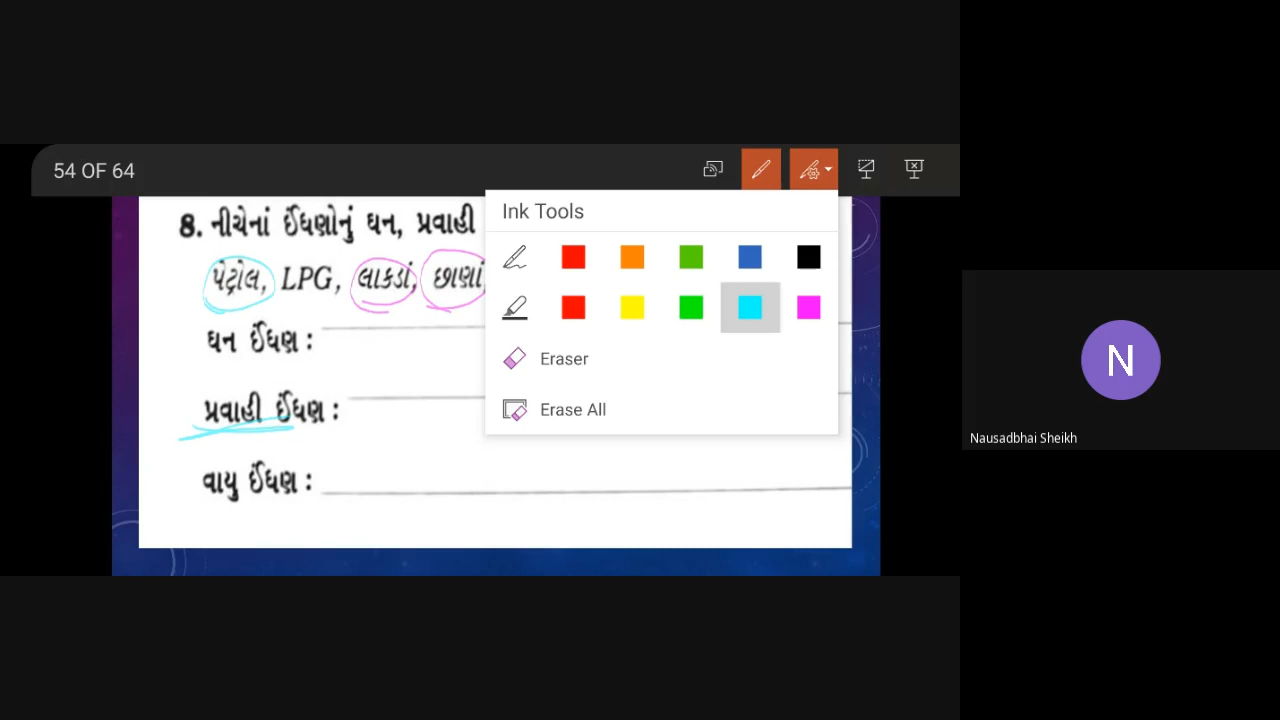 54 OF 64
8. નીચેનાં ઈંધણોનું ઘન, પ્રવાહી
પેટ્રોલ, LPG, લાકડાં, છાણાં
ઘન ઈંધણ :
પ્રવાહી ઈંધણ :
વાયુ ઈંધણ :
Ink Tools
Eraser
Erase All
N
Nausadbhai Sheikh